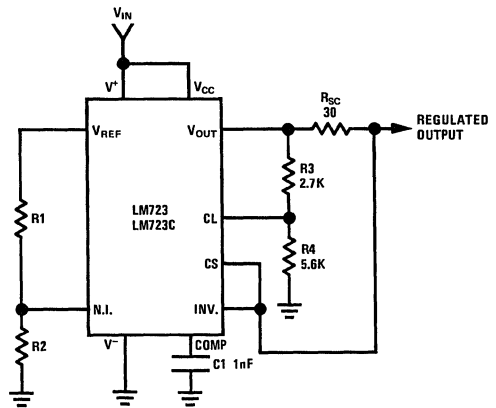 VIN
V+
VCC
VREF
VOUT
RSC
30
REGULATED
OUTPUT
R3
2.7K
LM723
LM723C
R1
CL
R4
5.6K
CS
N.I.
INV.
R2
V−
COMP
C1 1nF